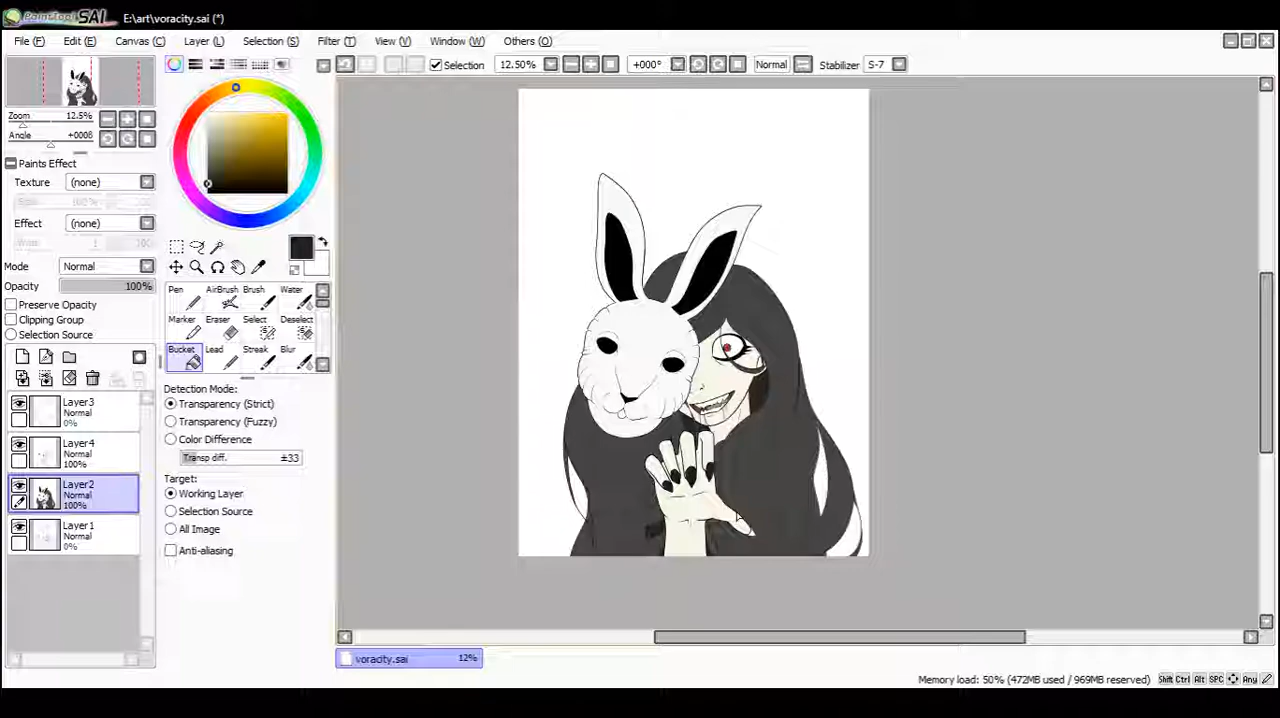 PaintTool SAI E:\art\voracity.sai (*)
File (F) Edit (E) Canvas (C) Layer (L) Selection (S) Filter (T) View (V) Window (W) Others (O)
Selection 12.50% +000° Normal Stabilizer S-7
Zoom 12.5%
Angle +000ß
Paints Effect
Texture (none)
Effect (none)
Mode Normal
Opacity 100%
Preserve Opacity
Clipping Group
Selection Source
Pen AirBrush Brush Water
Marker Eraser Select Deselect
Bucket Lead Streak Blur
Detection Mode:
Transparency (Strict)
Transparency (Fuzzy)
Color Difference
Transp diff. ±33
Target:
Working Layer
Selection Source
All Image
Anti-aliasing
Layer3
Normal
0%
Layer4
Normal
100%
Layer2
Normal
100%
Layer1
Normal
0%
voracity.sai 12%
Memory load: 50% (472MB used / 969MB reserved) Shift Ctrl Alt SPC Any